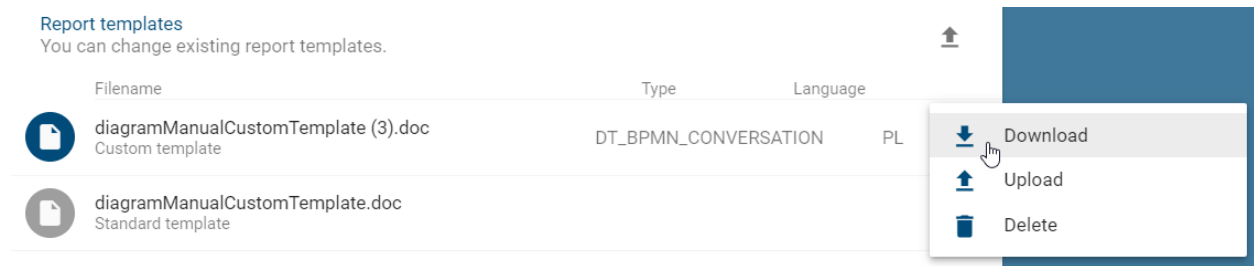 Report templates
You can change existing report templates.
Filename Type Language
diagramManualCustomTemplate (3).doc DT_BPMN_CONVERSATION PL
Custom template
diagramManualCustomTemplate.doc
Standard template
Download
Upload
Delete